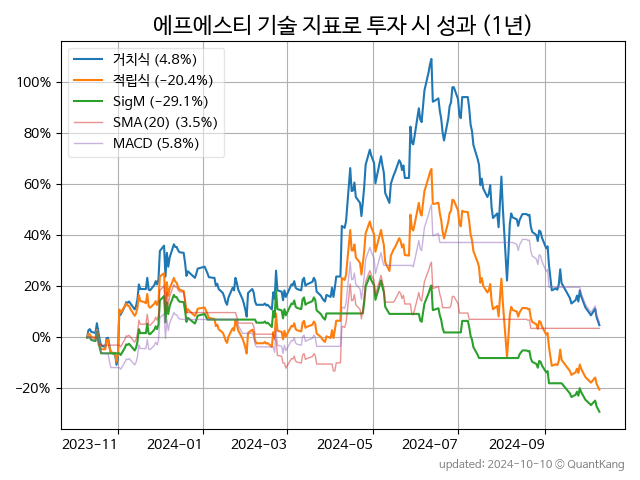 에프에스티 기술 지표로 투자 시 성과 (1년)
거치식 (4.8%)
적립식 (−20.4%)
SigM (−29.1%)
SMA(20) (3.5%)
MACD (5.8%)
100%
80%
60%
40%
20%
0%
−20%
2023−11 2024−01 2024−03 2024−05 2024−07 2024−09
updated: 2024-10-10 © QuantKang